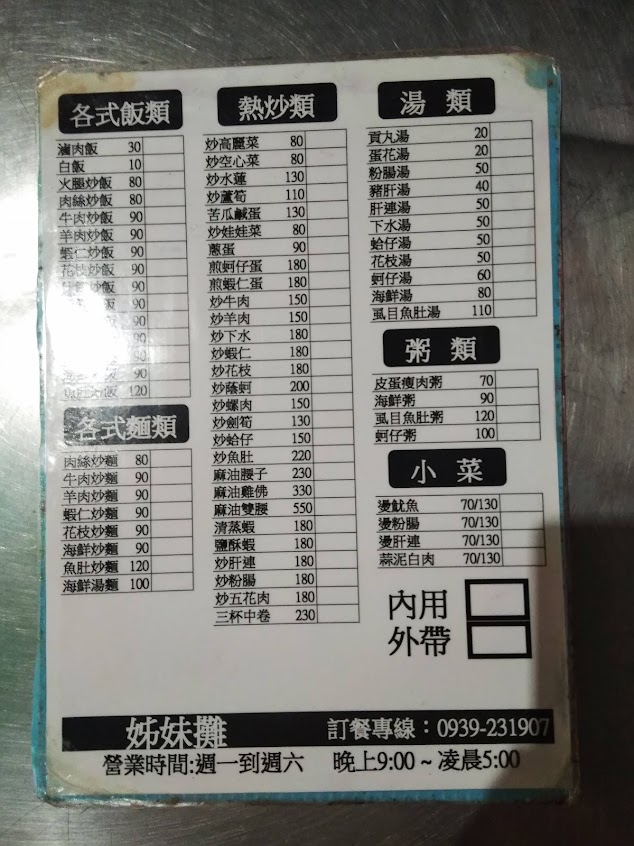 各式飯類
滷肉飯 30
白飯 10
火腿炒飯 80
肉絲炒飯 80
牛肉炒飯 90
羊肉炒飯 90
蝦仁炒飯 90
花枝炒飯 90
炒飯 90
90
90
90
90
魚肚炒飯 120
各式麵類
肉絲炒麵 80
牛肉炒麵 90
羊肉炒麵 90
蝦仁炒麵 90
花枝炒麵 90
海鮮炒麵 90
魚肚炒麵 120
海鮮湯麵 100
熱炒類
炒高麗菜 80
炒空心菜 80
炒水蓮 130
炒蘆筍 110
苦瓜鹹蛋 130
炒娃娃菜 80
蔥蛋 90
煎蚵仔蛋 180
煎蝦仁蛋 180
炒牛肉 150
炒羊肉 150
炒下水 180
炒蝦仁 180
炒花枝 180
炒蔭蚵 200
炒螺肉 150
炒劍筍 130
炒蛤仔 150
炒魚肚 220
麻油腰子 230
麻油雞佛 330
麻油雙腰 550
清蒸蝦 180
鹽酥蝦 180
炒肝連 180
炒粉腸 180
炒五花肉 180
三杯中卷 230
湯類
貢丸湯 20
蛋花湯 20
粉腸湯 50
豬肝湯 40
肝連湯 50
下水湯 50
蛤仔湯 50
花枝湯 50
蚵仔湯 60
海鮮湯 80
虱目魚肚湯 110
粥類
皮蛋瘦肉粥 70
海鮮粥 90
虱目魚肚粥 120
蚵仔粥 100
小菜
燙魷魚 70/130
燙粉腸 70/130
燙肝連 70/130
蒜泥白肉 70/130
內用
外帶
姊妹攤 訂餐專線：0939-231907
營業時間:週一到週六 晚上9:00 ~ 凌晨5:00